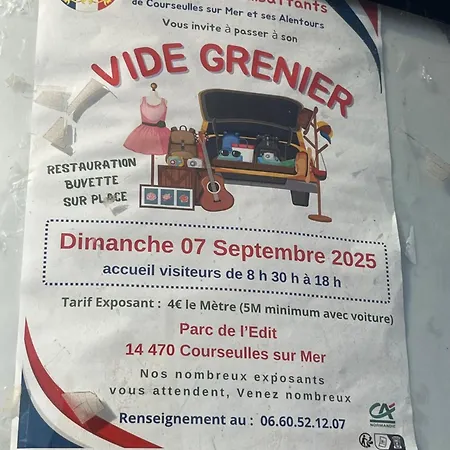 de Courseulles sur Mer et ses Alentours
Vous invite à passer à son
VIDE GRENIER
RESTAURATION
BUVETTE
SUR PLACE
Dimanche 07 Septembre 2025
accueil visiteurs de 8 h 30 h à 18 h
Tarif Exposant : 4€ le Mètre (5M minimum avec voiture)
Parc de l'Edit
14 470 Courseulles sur Mer
Nos nombreux exposants
vous attendent, Venez nombreux
Renseignement au : 06.60.52.12.07
CA
NORMANDIE